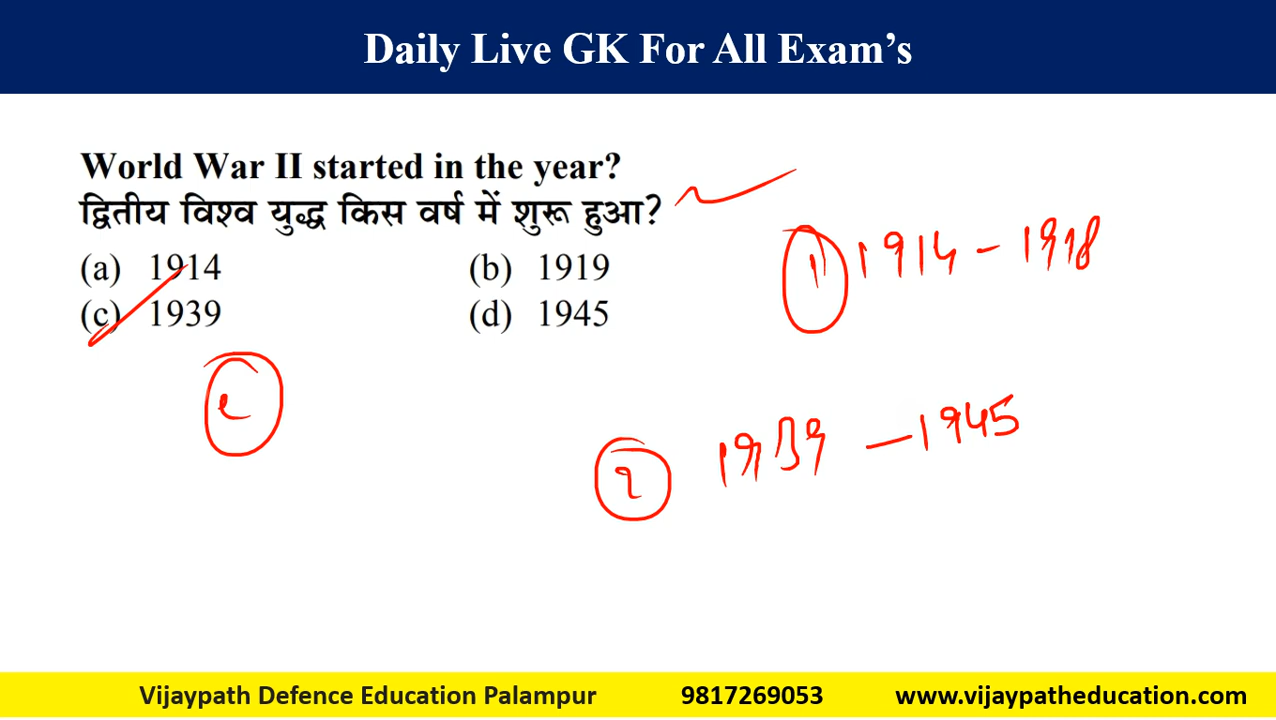 Daily Live GK For All Exam’s
World War II started in the year?
द्वितीय विश्व युद्ध किस वर्ष में शुरू हुआ?
(a) 1914 (b) 1919
(c) 1939 (d) 1945
1 1914 - 1918
c
2 1939 - 1945
Vijaypath Defence Education Palampur 9817269053 www.vijaypatheducation.com